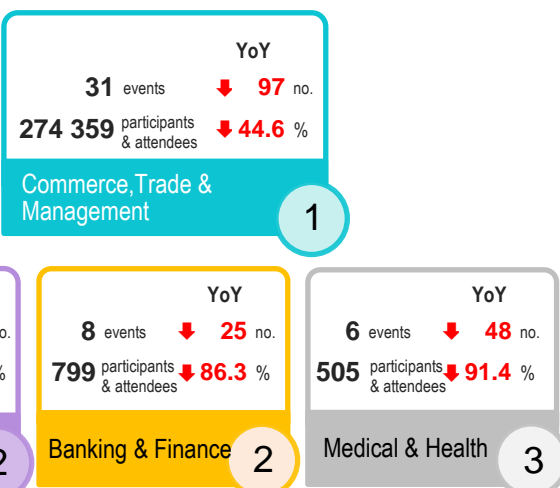 YoY
31 events 97 no.
274 359 participants & attendees 44.6 %
Commerce,Trade &
Management
1
o.
%
2
YoY
8 events 25 no.
799 participants & attendees 86.3 %
Banking & Finance
2
YoY
6 events 48 no.
505 participants & attendees 91.4 %
Medical & Health
3